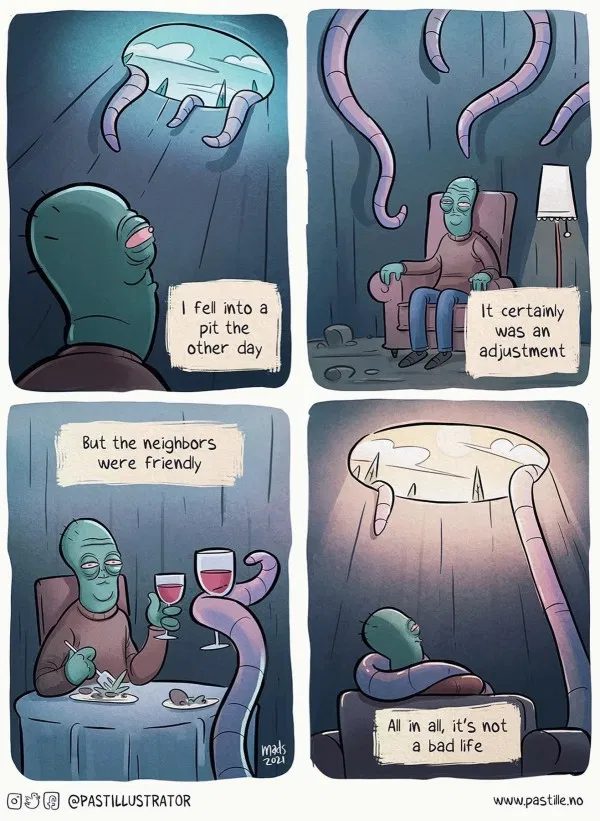 I fell into a
pit the
other day
It certainly
was an
adjustment
But the neighbors
were friendly
mads
2021
All in all, it's not
a bad life
@PASTILLUSTRATOR
www.pastille.no